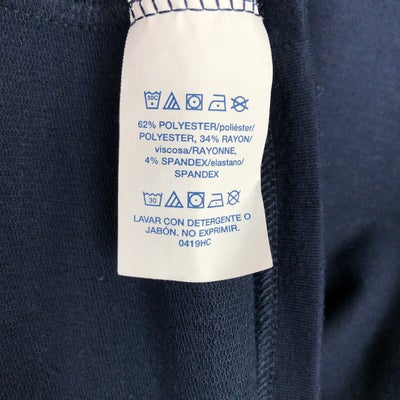 30C
62% POLYESTER/poliéster/
POLYESTER, 34% RAYON/
viscosa/RAYONNE,
4% SPANDEX/elastano/
SPANDEX
30
LAVAR CON DETERGENTE O
JABÓN. NO EXPRIMIR.
0419HC